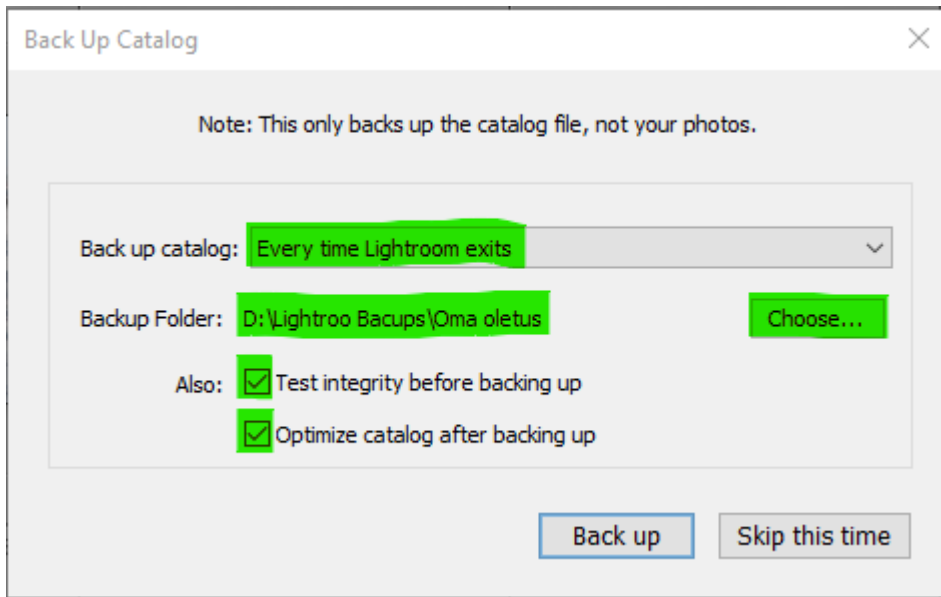 Back Up Catalog
Note: This only backs up the catalog file, not your photos.
Back up catalog: Every time Lightroom exits
Backup Folder: D:\Lightroo Bacups\Oma oletus Choose...
Also: Test integrity before backing up
Optimize catalog after backing up
Back up Skip this time